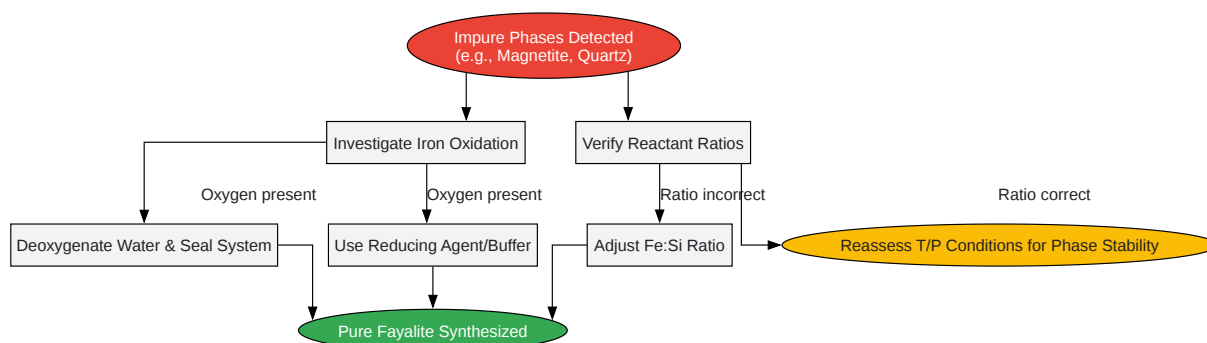 Impure Phases Detected
(e.g., Magnetite, Quartz)
Investigate Iron Oxidation
Verify Reactant Ratios
Oxygen present
Oxygen present
Ratio incorrect
Ratio correct
Deoxygenate Water & Seal System
Use Reducing Agent/Buffer
Adjust Fe:Si Ratio
Reassess T/P Conditions for Phase Stability
Pure Fayalite Synthesized